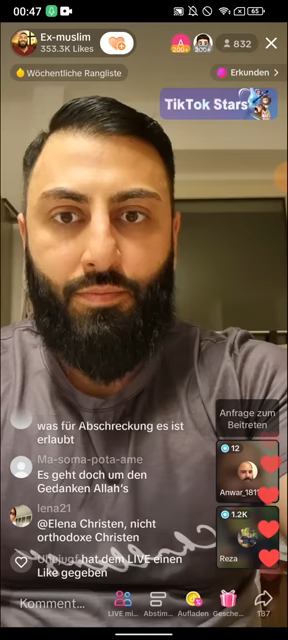 00:47
65
Ex-muslim
353.3K Likes
200+
200+
832
Wöchentliche Rangliste
Erkunden
TikTok Stars
was für Abschreckung es ist
erlaubt
Ma-soma-pota-ame
Es geht doch um den
Gedanken Allah's
lena21
@Elena Christen, nicht
orthodoxe Christen
hat dem LIVE einen
Like gegeben
Anfrage zum
Beitreten
12
Anwar_181
1.2K
Reza
Kommentar...
LIVE mi...
Abstim...
Aufladen
Gesche...
187